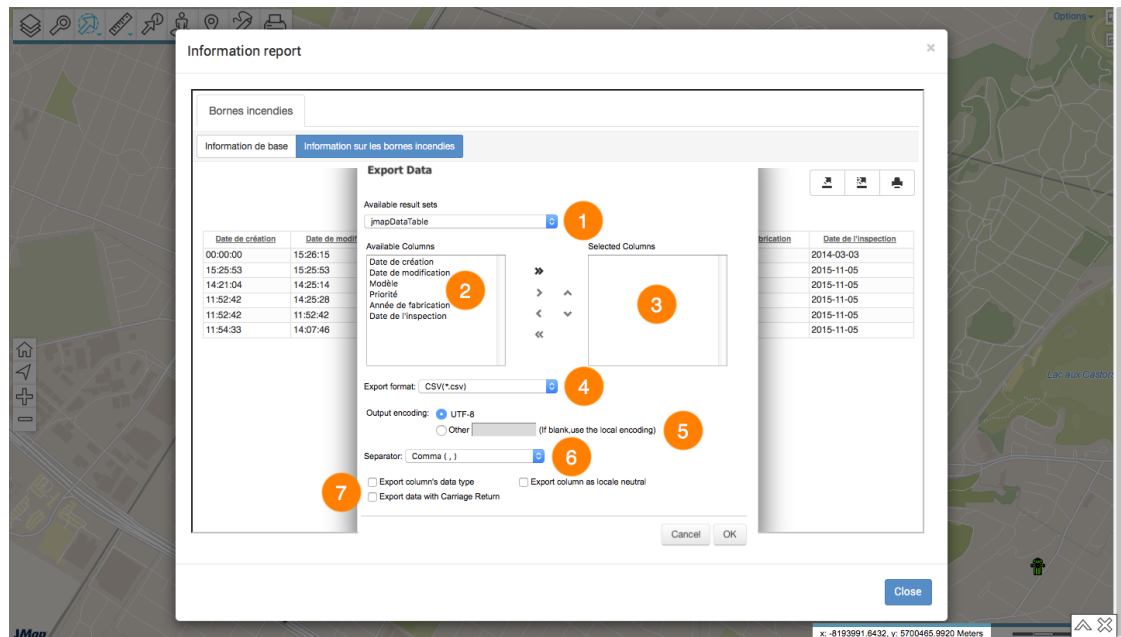 Options
Information report
×
Bornes incendies
Information de base Information sur les bornes incendies
Export Data
Available result sets
jmapDataTable 1
Date de création Date de modif brication Date de l'Inspection
00:00:00 15:26:15 2014-03-03
15:25:53 15:25:53 2015-11-05
14:21:04 14:25:14 2015-11-05
11:52:42 14:25:28 2015-11-05
11:52:42 11:52:42 2015-11-05
11:54:33 14:07:46 2015-11-05
Available Columns Selected Columns
Date de création
Date de modification
Modèle
Priorité
Année de fabrication
Date de l'Inspection
2
3
Export format: CSV(*.csv) 4
Output encoding: UTF-8
Other (If blank,use the local encoding) 5
Separator: Comma ( , ) 6
7
Export column's data type Export column as locale neutral
Export data with Carriage Return
Cancel OK
Close
Lac aux Castors
JMap
x: -8193991.6432, y: 5700465.9920 Meters